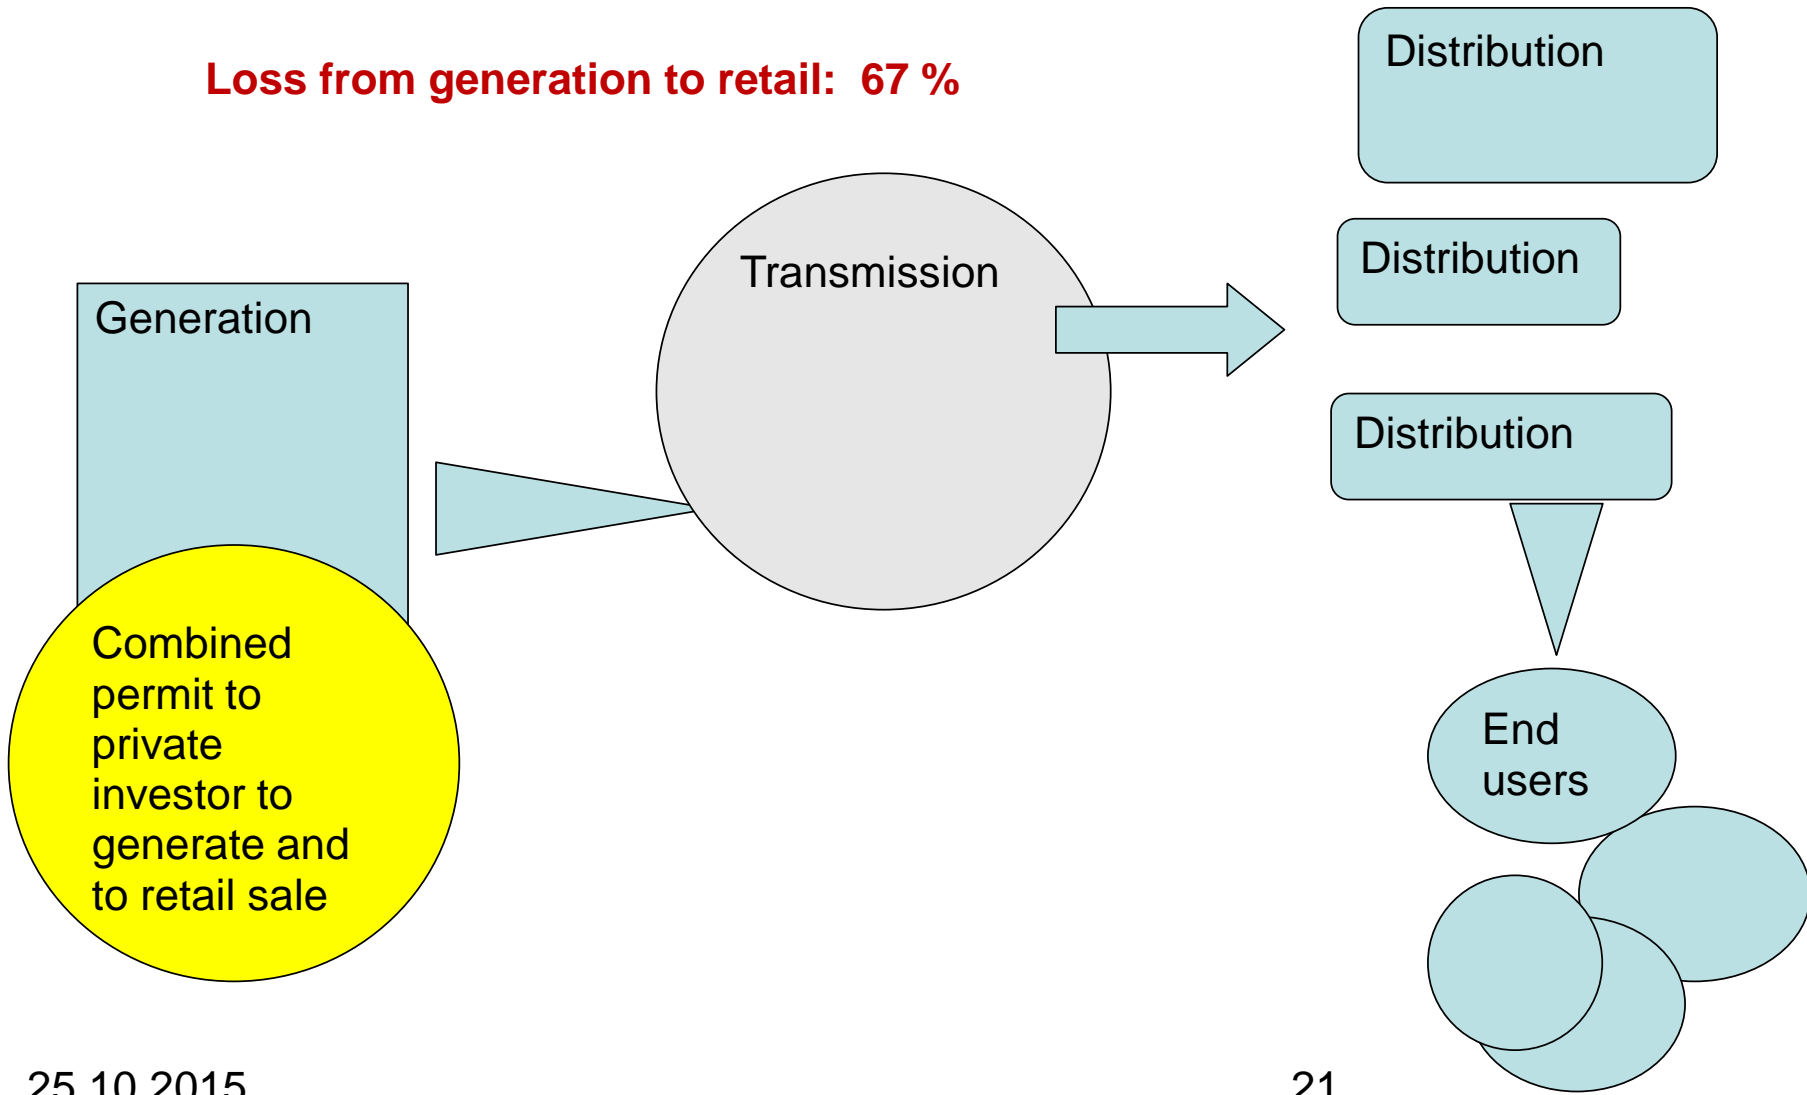 Loss from generation to retail: 67 %
Distribution
Distribution
Transmission
Generation
Distribution
Combined
permit to
private
investor to
generate and
to retail sale
End
users
25.10.2015
21